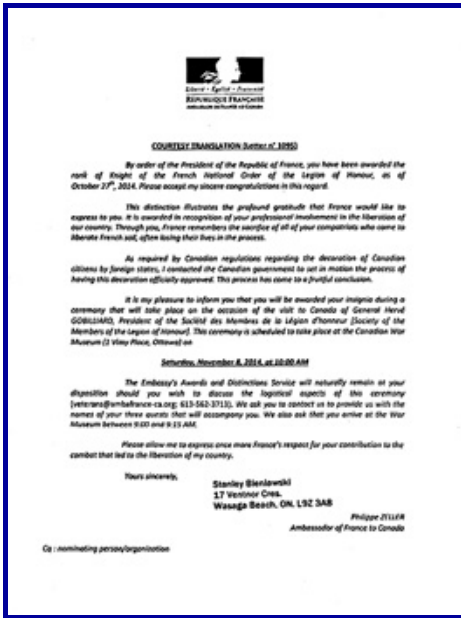 Liberté • Égalité • Fraternité
RÉPUBLIQUE FRANÇAISE
AMBASSADE DE FRANCE AU CANADA
COURTESY TRANSLATION (Letter n° 1095)
By order of the President of the Republic of France, you have been awarded the
rank of Knight of the French National Order of the Legion of Honour, as of
October 27th, 2014. Please accept my sincere congratulations in this regard.
This distinction illustrates the profound gratitude that France would like to
express to you. It is awarded in recognition of your professional involvement in the liberation of
our country. Through you, France remembers the sacrifice of all of your compatriots who came to
liberate French soil, often losing their lives in the process.
As required by Canadian regulations regarding the decoration of Canadian
citizens by foreign states, I contacted the Canadian government to set in motion the process of
having this decoration officially approved. This process has come to a fruitful conclusion.
It is my pleasure to inform you that you will be awarded your insignia during a
ceremony that will take place on the occasion of the visit to Canada of General Hervé
GOBILLIARD, President of the Société des Membres de la Légion d'honneur [Society of the
Members of the Legion of Honour]. This ceremony is scheduled to take place at the Canadian War
Museum (1 Vimy Place, Ottawa) on
Saturday, November 8, 2014, at 10:00 AM
The Embassy's Awards and Distinctions Service will naturally remain at your
disposition should you wish to discuss the logistical aspects of this ceremony
(veterans@ambafrance-ca.org; 613-562-3713). We ask you to contact us to provide us with the
names of your three guests that will accompany you. We also ask that you arrive at the War
Museum between 9:00 and 9:15 AM.
Please allow me to express once more France's respect for your contribution to the
combat that led to the liberation of my country.
Yours sincerely,
Stanley Bieniawski
17 Ventnor Cres.
Wasaga Beach, ON. L9Z 3A8
Philippe ZELLER
Ambassador of France to Canada
Cq : nominating person/organization